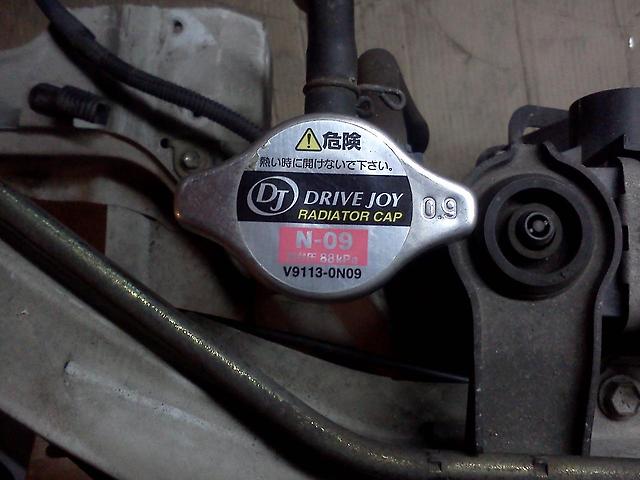 危険
熱い時に開けないで下さい。
DJ DRIVE JOY
RADIATOR CAP
0.9
N-09
88kPa
V9113-0N09